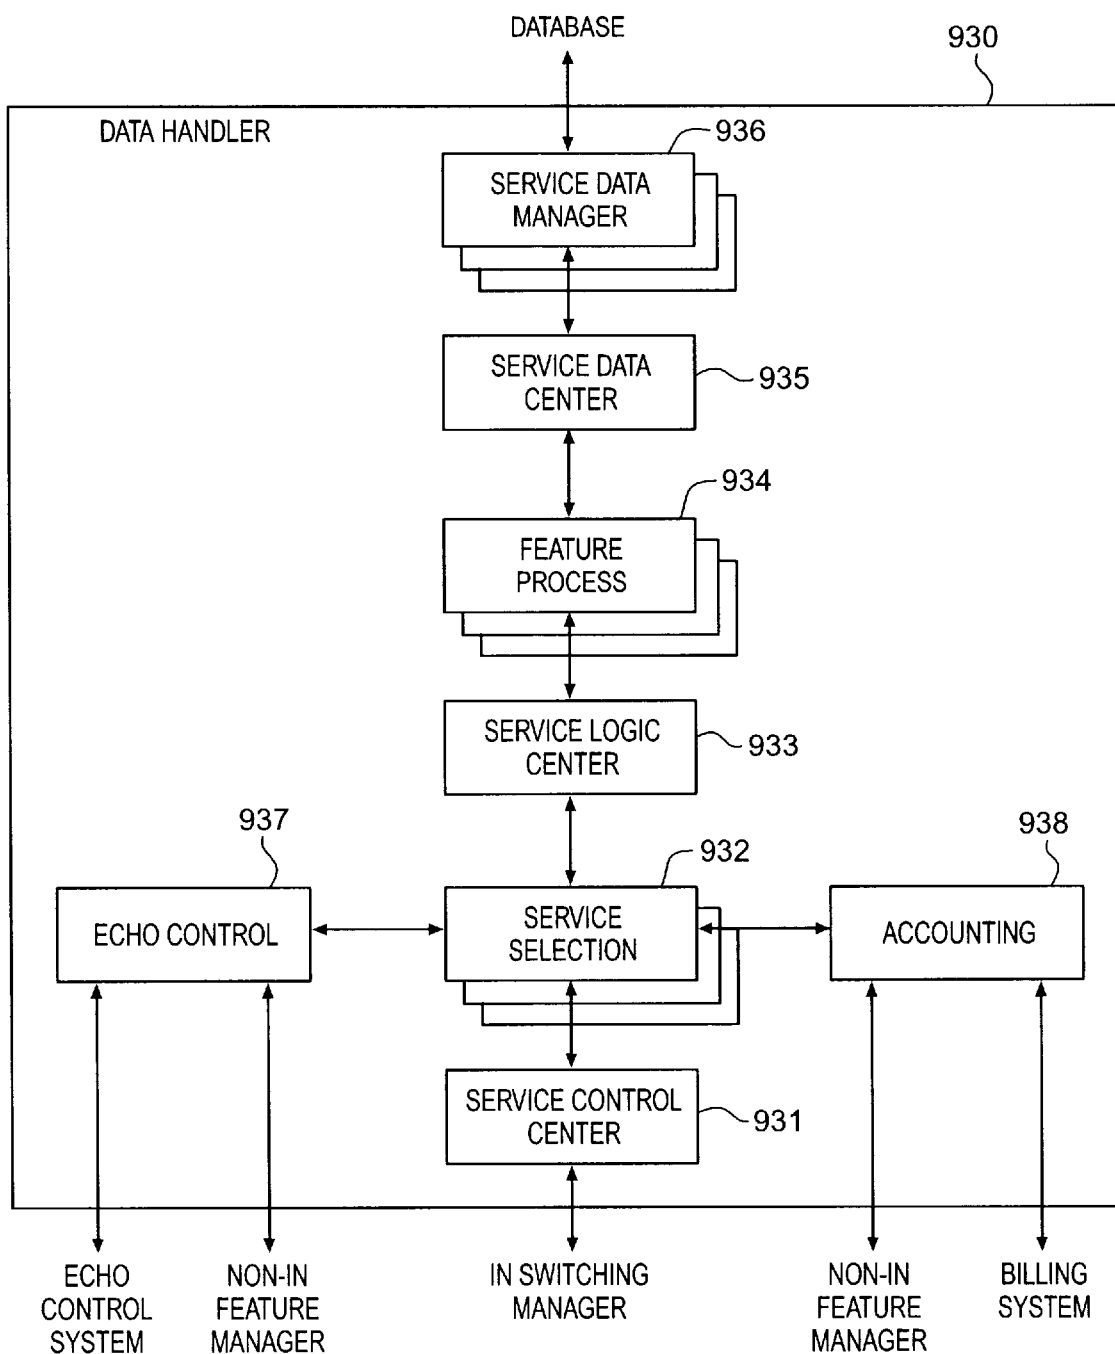 DATABASE
930
DATA HANDLER
936
SERVICE DATA
MANAGER
SERVICE DATA
CENTER
935
934
FEATURE
PROCESS
SERVICE LOGIC
CENTER
933
937
938
932
ECHO CONTROL
SERVICE
SELECTION
ACCOUNTING
SERVICE CONTROL
CENTER
931
ECHO
CONTROL
SYSTEM
NON-IN
FEATURE
MANAGER
IN SWITCHING
MANAGER
NON-IN
FEATURE
MANAGER
BILLING
SYSTEM